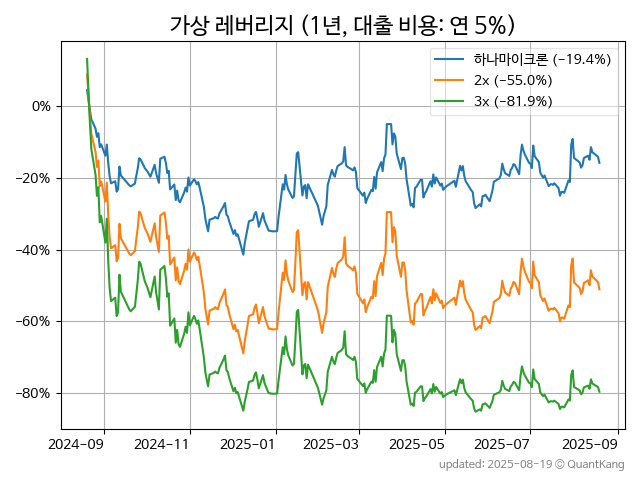 가상 레버리지 (1년, 대출 비용: 연 5%)
하나마이크론 (−19.4%)
2x (−55.0%)
3x (−81.9%)
0%
−20%
−40%
−60%
−80%
2024-09 2024-11 2025-01 2025-03 2025-05 2025-07 2025-09
updated: 2025-08-19 © QuantKang